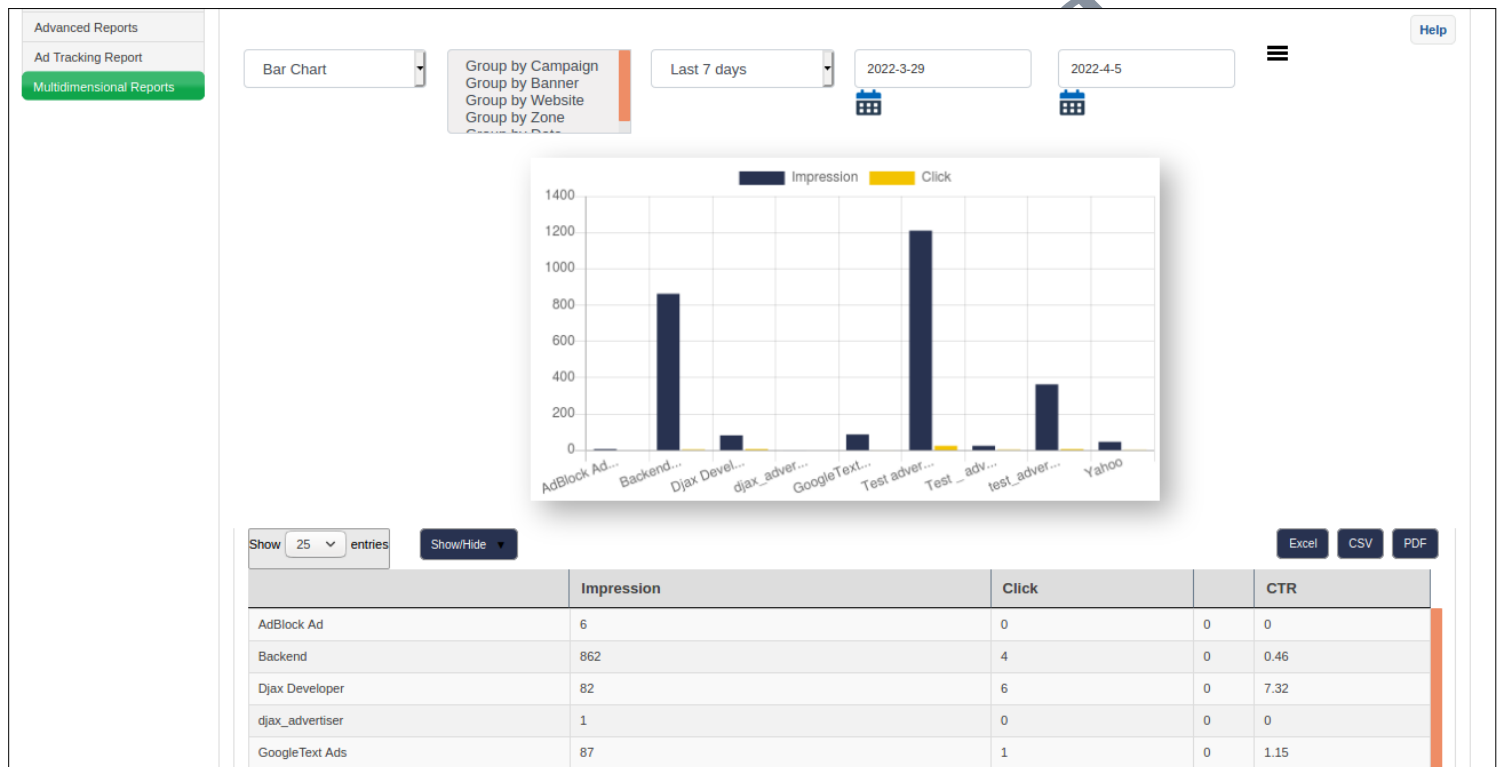 Advanced Reports
Ad Tracking Report
Multidimensional Reports
Help
Bar Chart
Group by Campaign
Group by Banner
Group by Website
Group by Zone
Group by Date
Last 7 days
2022-3-29
2022-4-5
Impression Click
1400
1200
1000
800
600
400
200
0
AdBlock Ad... Backend... Djax Devel... djax_adver... GoogleText... Test adver... Test _ adv... test_adver... Yahoo
Show 25 entries Show/Hide Excel CSV PDF
Impression Click CTR
AdBlock Ad 6 0 0 0
Backend 862 4 0 0.46
Djax Developer 82 6 0 7.32
djax_advertiser 1 0 0 0
GoogleText Ads 87 1 0 1.15